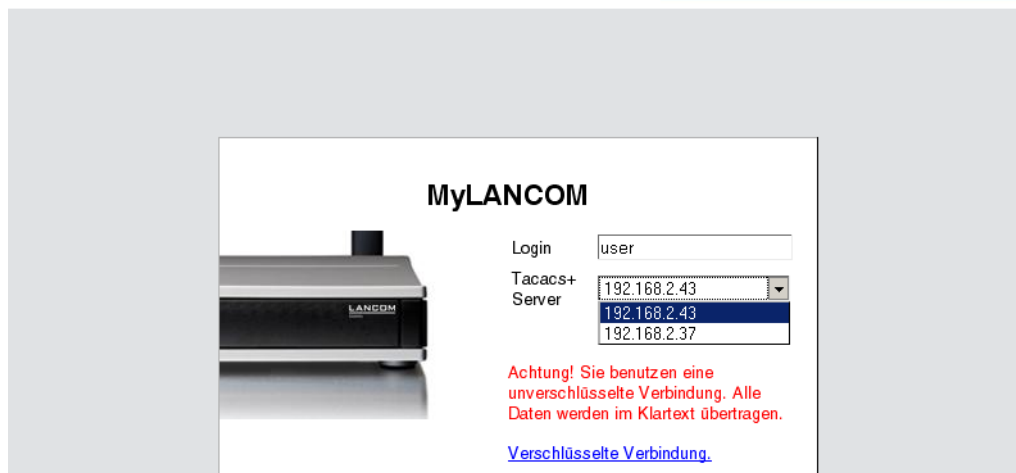 MyLANCOM
Login
user
Tacacs+
Server
192.168.2.43
192.168.2.43
192.168.2.37
LANCOM
Achtung! Sie benutzen eine
unverschlüsselte Verbindung. Alle
Daten werden im Klartext übertragen.
Verschlüsselte Verbindung.